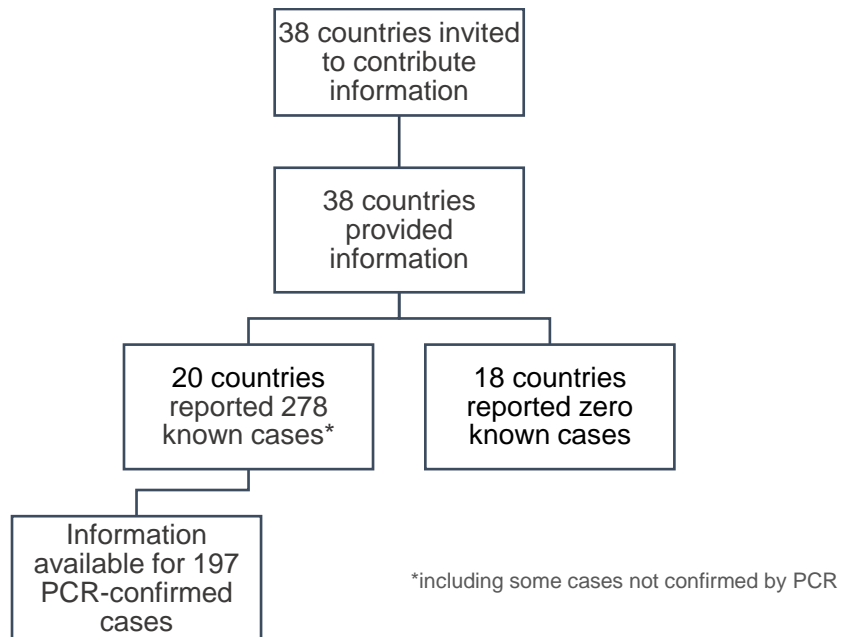 38 countries invited
to contribute
information
38 countries
provided
information
20 countries
reported 278
known cases*
18 countries
reported zero
known cases
Information
available for 197
PCR-confirmed
cases
*including some cases not confirmed by PCR